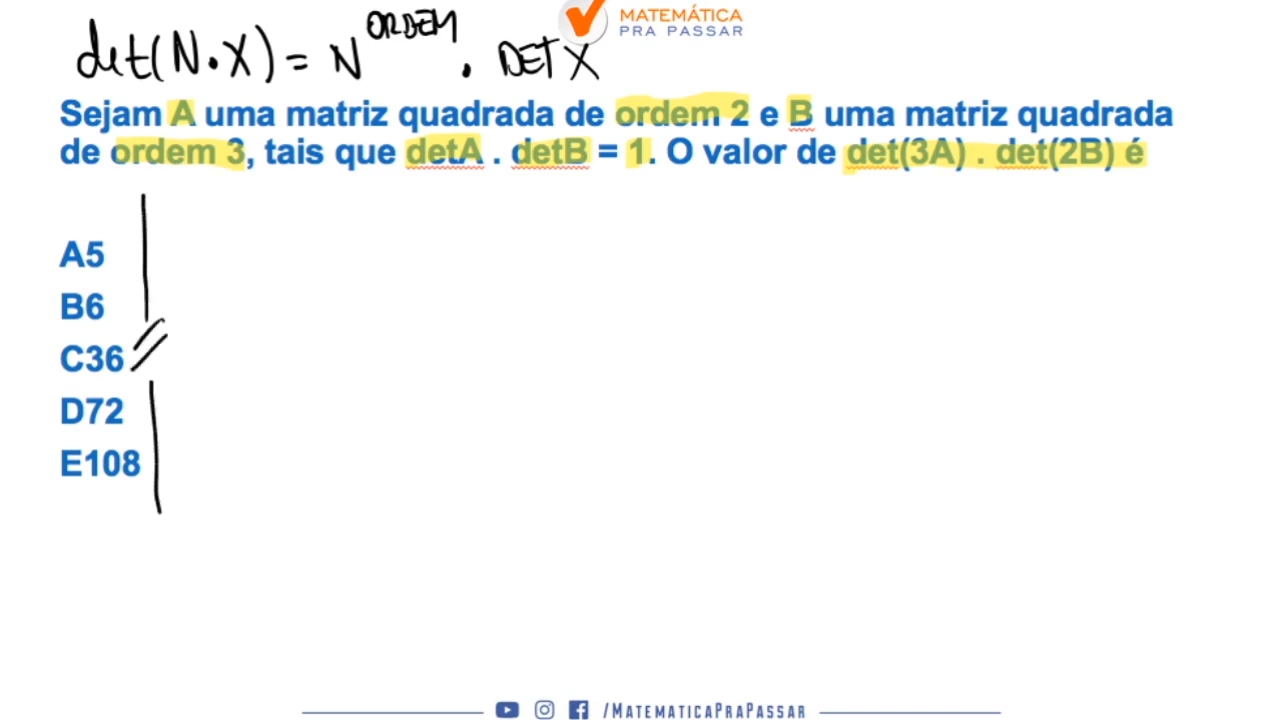 MATEMÁTICA
PRA PASSAR
det(N.X) = N^ORDEM . DET X
Sejam A uma matriz quadrada de ordem 2 e B uma matriz quadrada
de ordem 3, tais que detA . detB = 1. O valor de det(3A) . det(2B) é
A5
B6
C36
D72
E108
/MATEMATICAPRAPASSAR